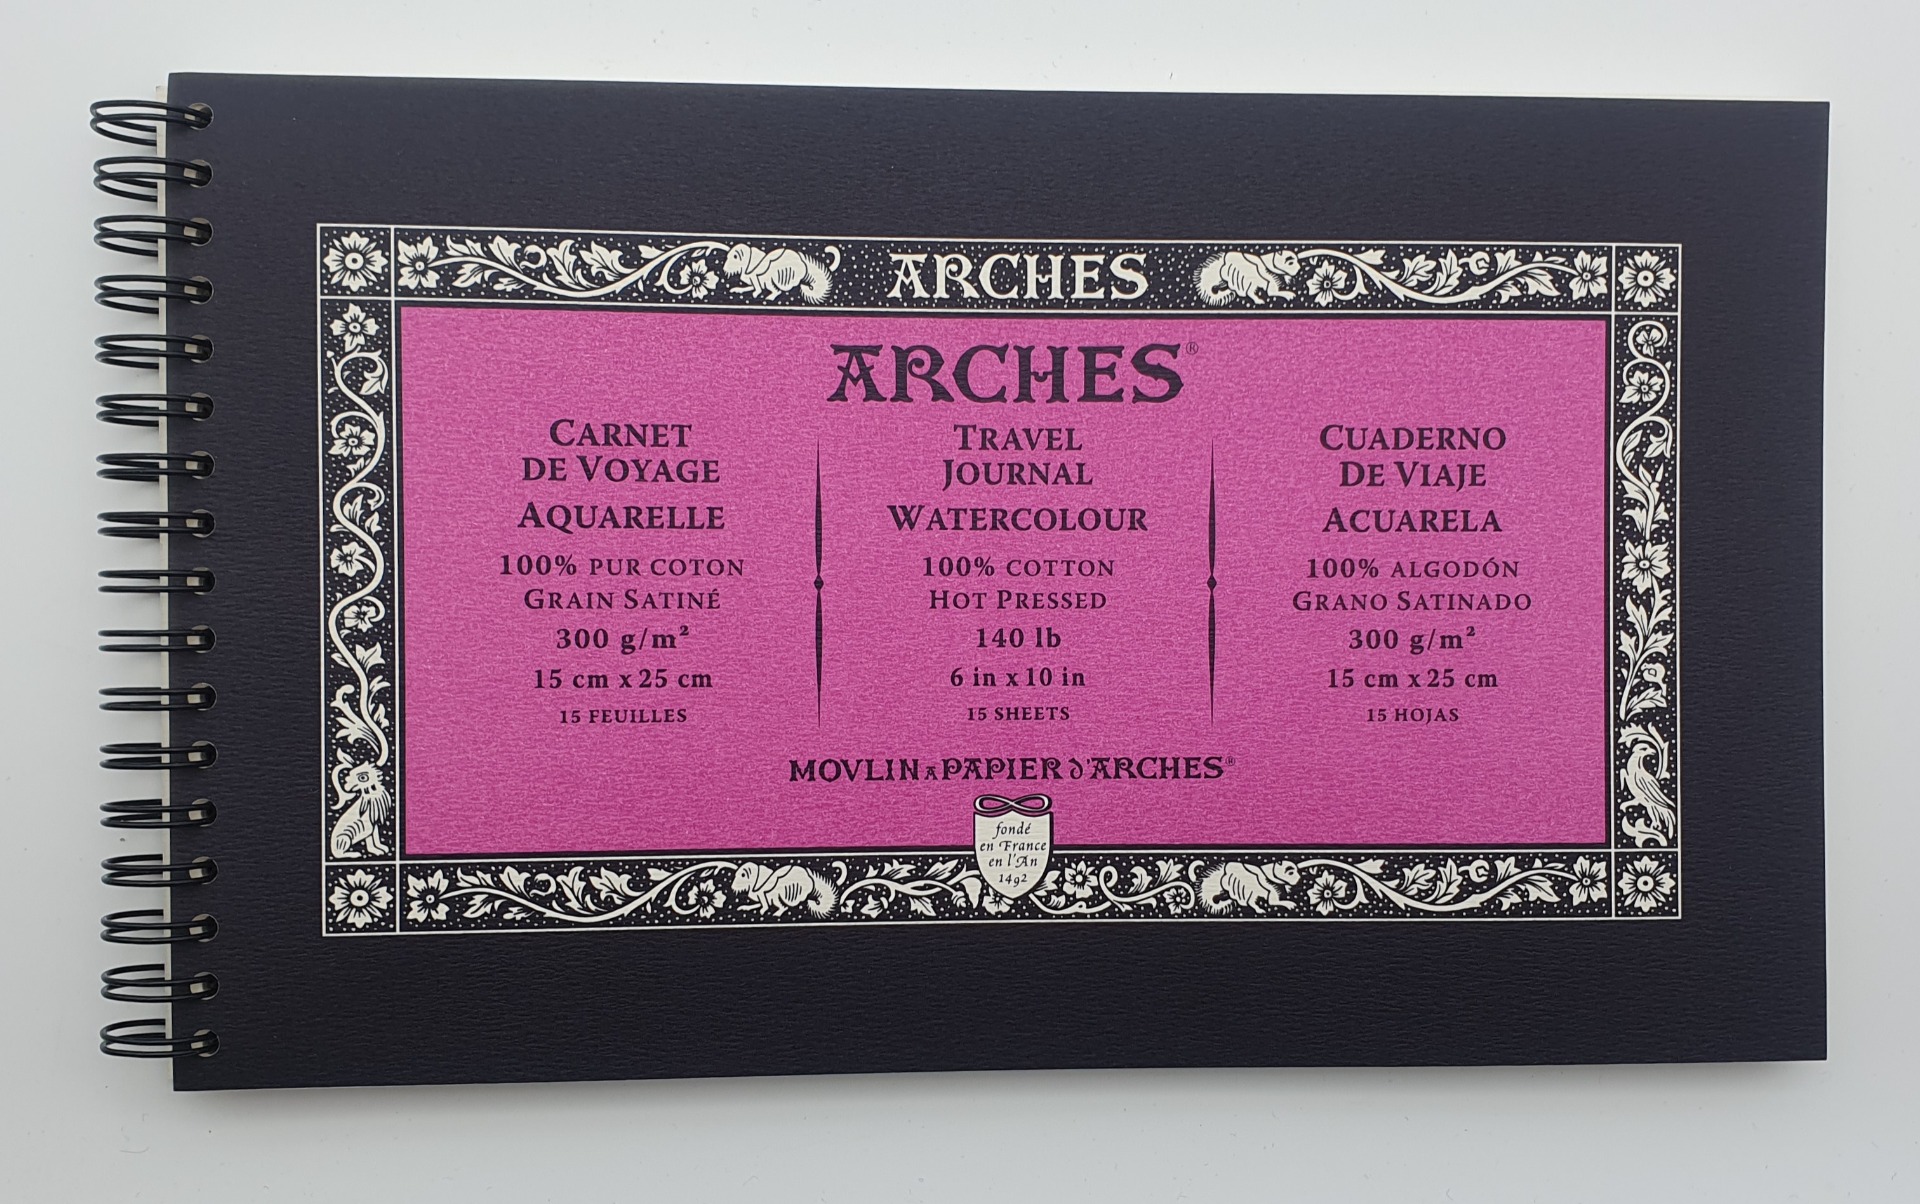 ARCHES
ARCHES®
CARNET
DE VOYAGE
AQUARELLE
100% PUR COTON
GRAIN SATINÉ
300 g/m²
15 cm x 25 cm
15 FEUILLES
TRAVEL
JOURNAL
WATERCOLOUR
100% COTTON
HOT PRESSED
140 lb
6 in x 10 in
15 SHEETS
CUADERNO
DE VIAJE
ACUARELA
100% ALGODÓN
GRANO SATINADO
300 g/m²
15 cm x 25 cm
15 HOJAS
MOVLIN A PAPIER d'ARCHES®
fondé
en France
en l'An
1492